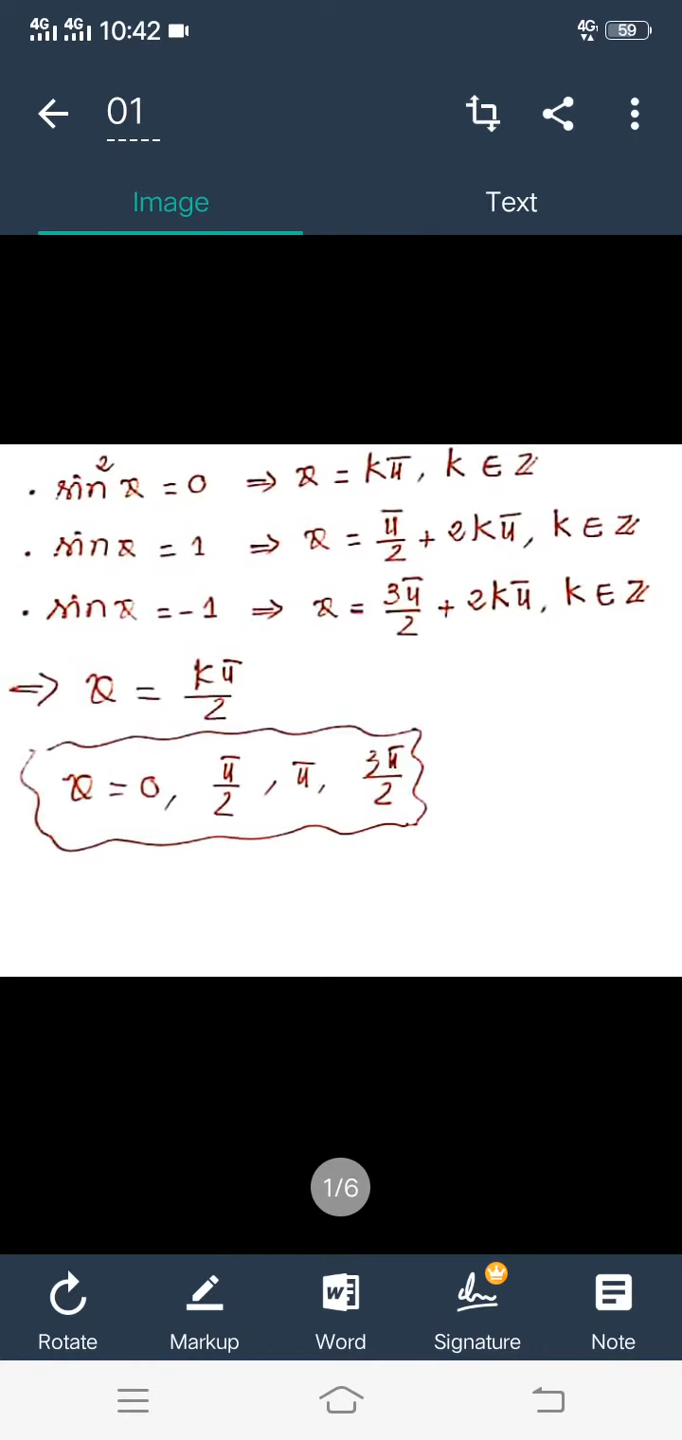 4G 4G 10:42 4G 59
01
Image Text
. sin²x = 0 ⇒ x = kπ, k ∈ ℤ
. sin x = 1 ⇒ x = π/2 + 2kπ, k ∈ ℤ
. sin x = -1 ⇒ x = 3π/2 + 2kπ, k ∈ ℤ
⇒ x = kπ/2
x = 0, π/2, π, 3π/2
1/6
W
Rotate Markup Word Signature Note